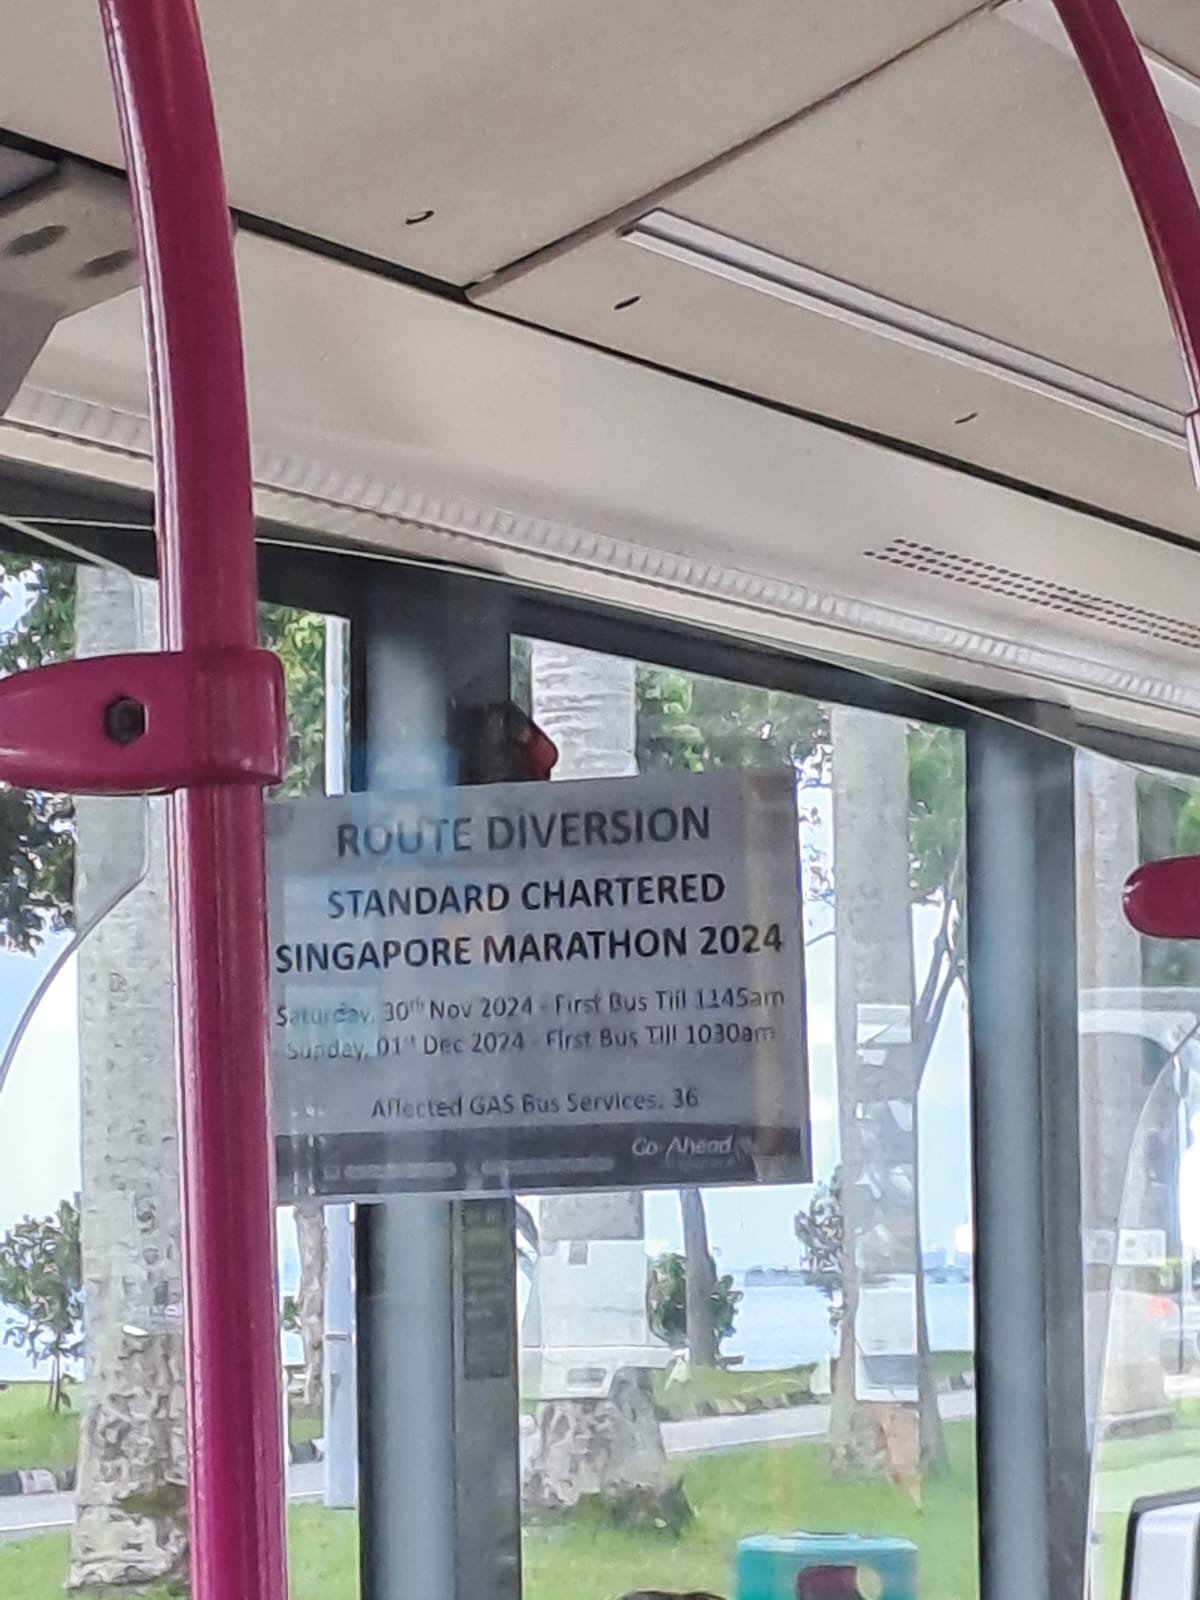 ROUTE DIVERSION
STANDARD CHARTERED
SINGAPORE MARATHON 2024
Saturday, 30th Nov 2024 - First Bus Till 1145am
Sunday, 01st Dec 2024 - First Bus Till 1030am
Affected GAS Bus Services: 36
Go-Ahead